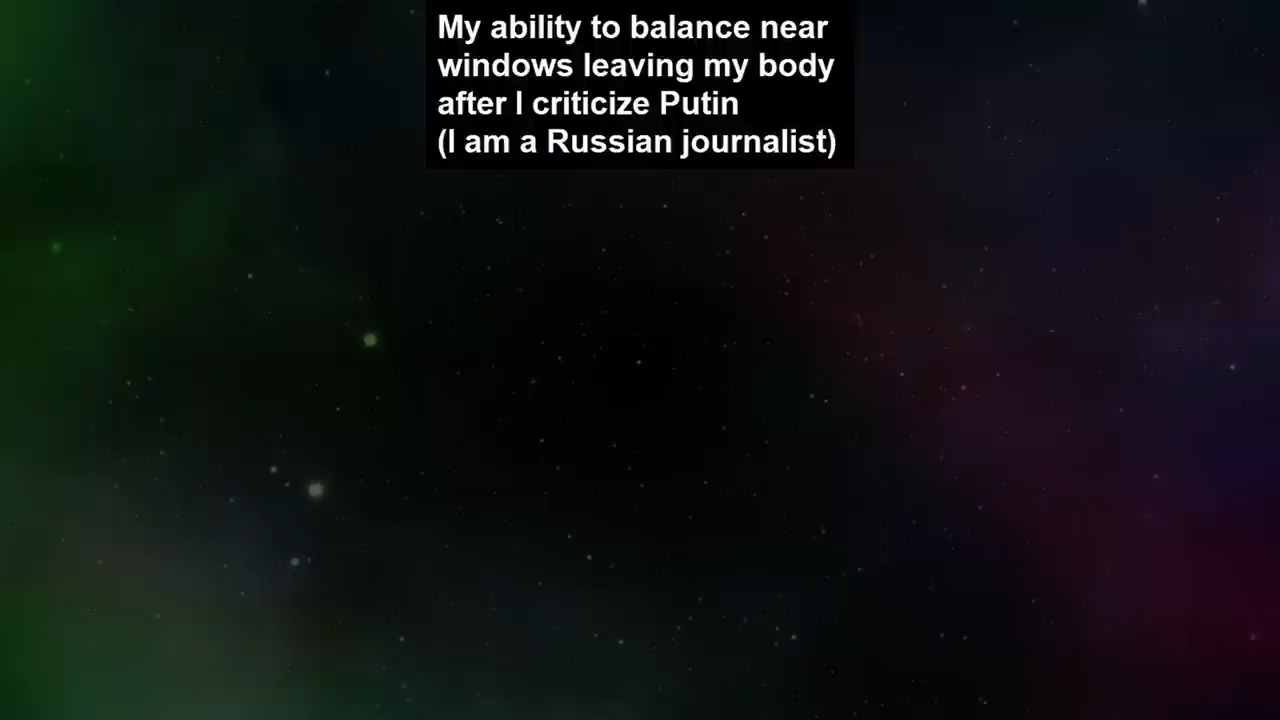 My ability to balance near
windows leaving my body
after I criticize Putin
(I am a Russian journalist)